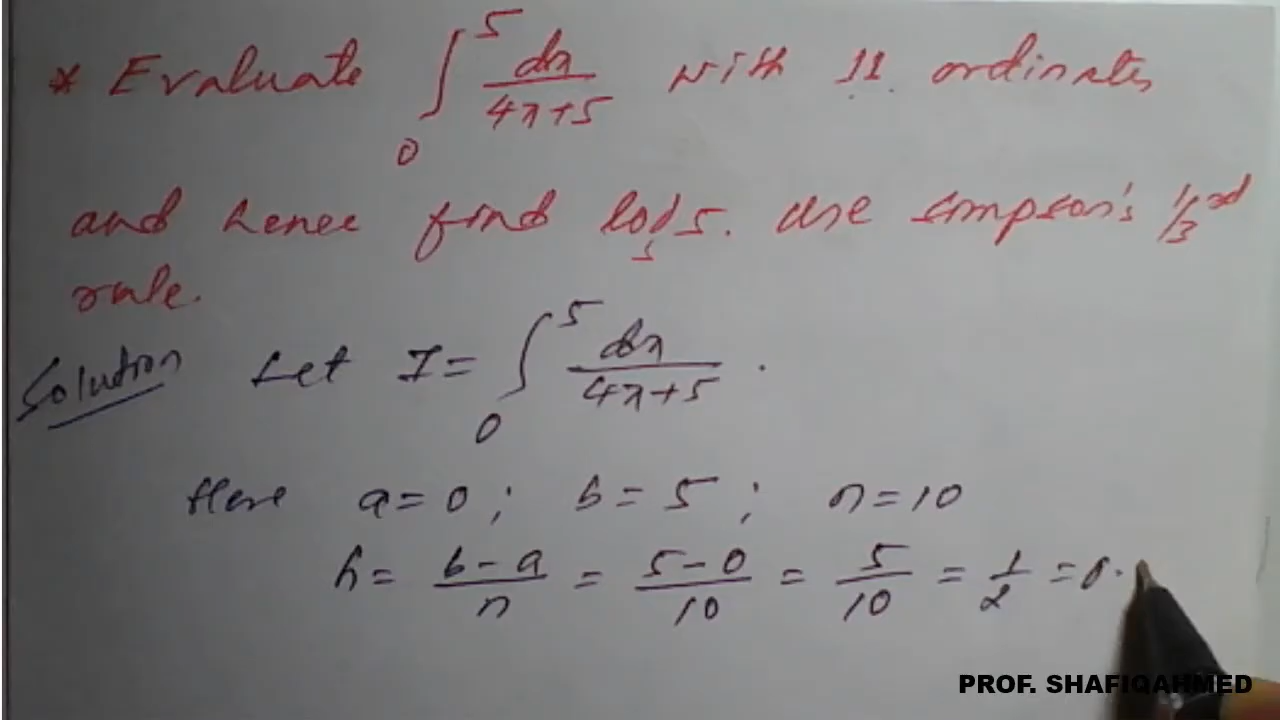 * Evaluate ∫₀⁵ dx/(4x+5) with 11 ordinates
and hence find log 5. Use simpson's 1/3rd
rule.
Solution Let I = ∫₀⁵ dx/(4x+5) .
Here a = 0 ; b = 5 ; n = 10
h = (b-a)/n = (5-0)/10 = 5/10 = 1/2 = 0.
PROF. SHAFIQAHMED